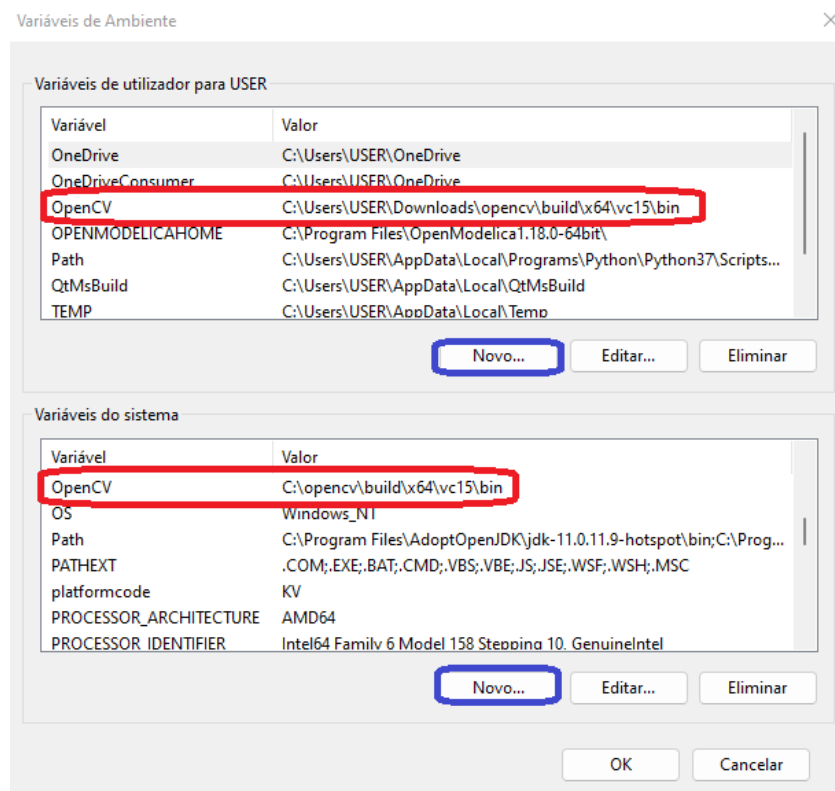 Variáveis de Ambiente
Variáveis de utilizador para USER
Variável Valor
OneDrive C:\Users\USER\OneDrive
OneDriveConsumer C:\Users\USER\OneDrive
OpenCV C:\Users\USER\Downloads\opencv\build\x64\vc15\bin
OPENMODELICAHOME C:\Program Files\OpenModelica1.18.0-64bit\
Path C:\Users\USER\AppData\Local\Programs\Python\Python37\Scripts...
QtMsBuild C:\Users\USER\AppData\Local\QtMsBuild
TEMP C:\Users\USER\AppData\Local\Temp
Novo... Editar... Eliminar
Variáveis do sistema
Variável Valor
OpenCV C:\opencv\build\x64\vc15\bin
OS Windows_NT
Path C:\Program Files\AdoptOpenJDK\jdk-11.0.11.9-hotspot\bin;C:\Prog...
PATHEXT .COM;.EXE;.BAT;.CMD;.VBS;.VBE;.JS;.JSE;.WSF;.WSH;.MSC
platformcode KV
PROCESSOR_ARCHITECTURE AMD64
PROCESSOR_IDENTIFIER Intel64 Family 6 Model 158 Stepping 10, GenuineIntel
Novo... Editar... Eliminar
OK Cancelar